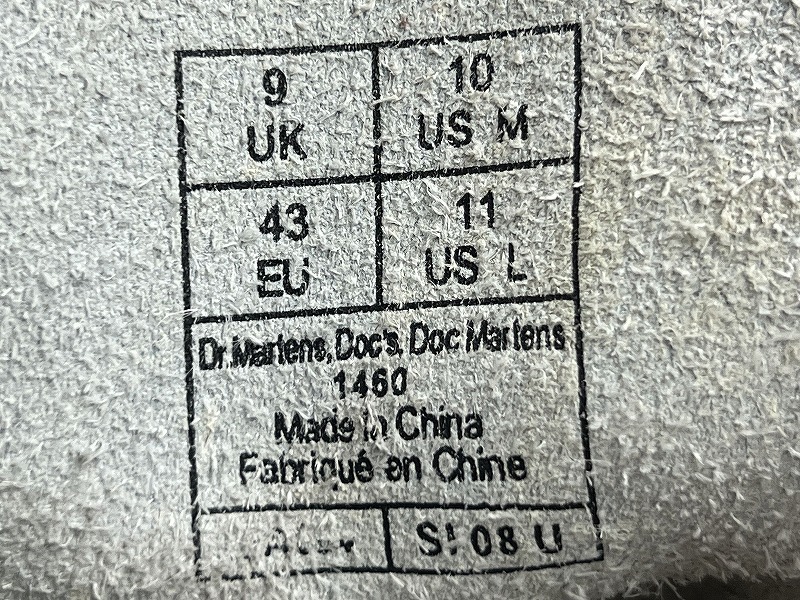 9
UK
10
US M
43
EU
11
US L
Dr.Martens, Doc's, Doc Martens
1460
Made in China
Fabriqué en Chine
08 U